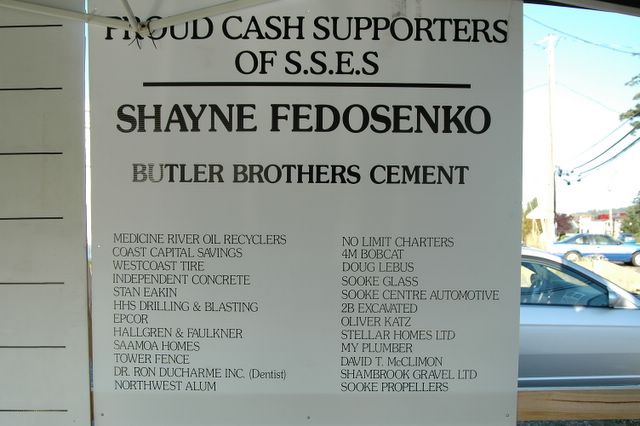 PROUD CASH SUPPORTERS
OF S.S.E.S
SHAYNE FEDOSENKO
BUTLER BROTHERS CEMENT
MEDICINE RIVER OIL RECYCLERS
COAST CAPITAL SAVINGS
WESTCOAST TIRE
INDEPENDENT CONCRETE
STAN EAKIN
HHS DRILLING & BLASTING
EPCOR
HALLGREN & FAULKNER
SAAMOA HOMES
TOWER FENCE
DR. RON DUCHARME INC. (Dentist)
NORTHWEST ALUM
NO LIMIT CHARTERS
4M BOBCAT
DOUG LEBUS
SOOKE GLASS
SOOKE CENTRE AUTOMOTIVE
2B EXCAVATED
OLIVER KATZ
STELLAR HOMES LTD
MY PLUMBER
DAVID T. McCLIMON
SHAMBROOK GRAVEL LTD
SOOKE PROPELLERS